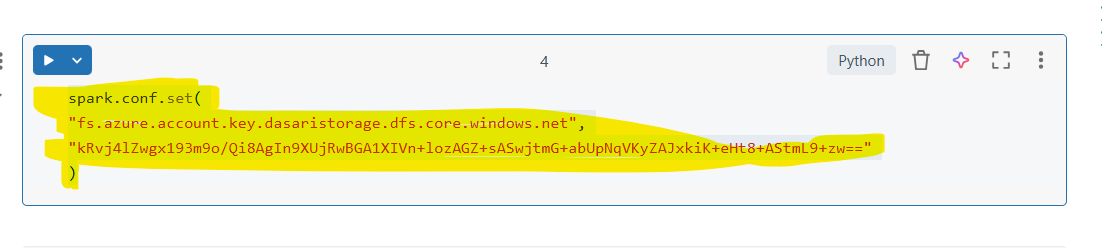 4
Python
spark.conf.set(
"fs.azure.account.key.dasaristorage.dfs.core.windows.net",
"kRvj4lZwgx193m9o/Qi8AgIn9XUjRwBGA1XIVn+lozAGZ+sASwjtmG+abUpNqVKyZAJxkiK+eHt8+AStmL9+zw=="
)